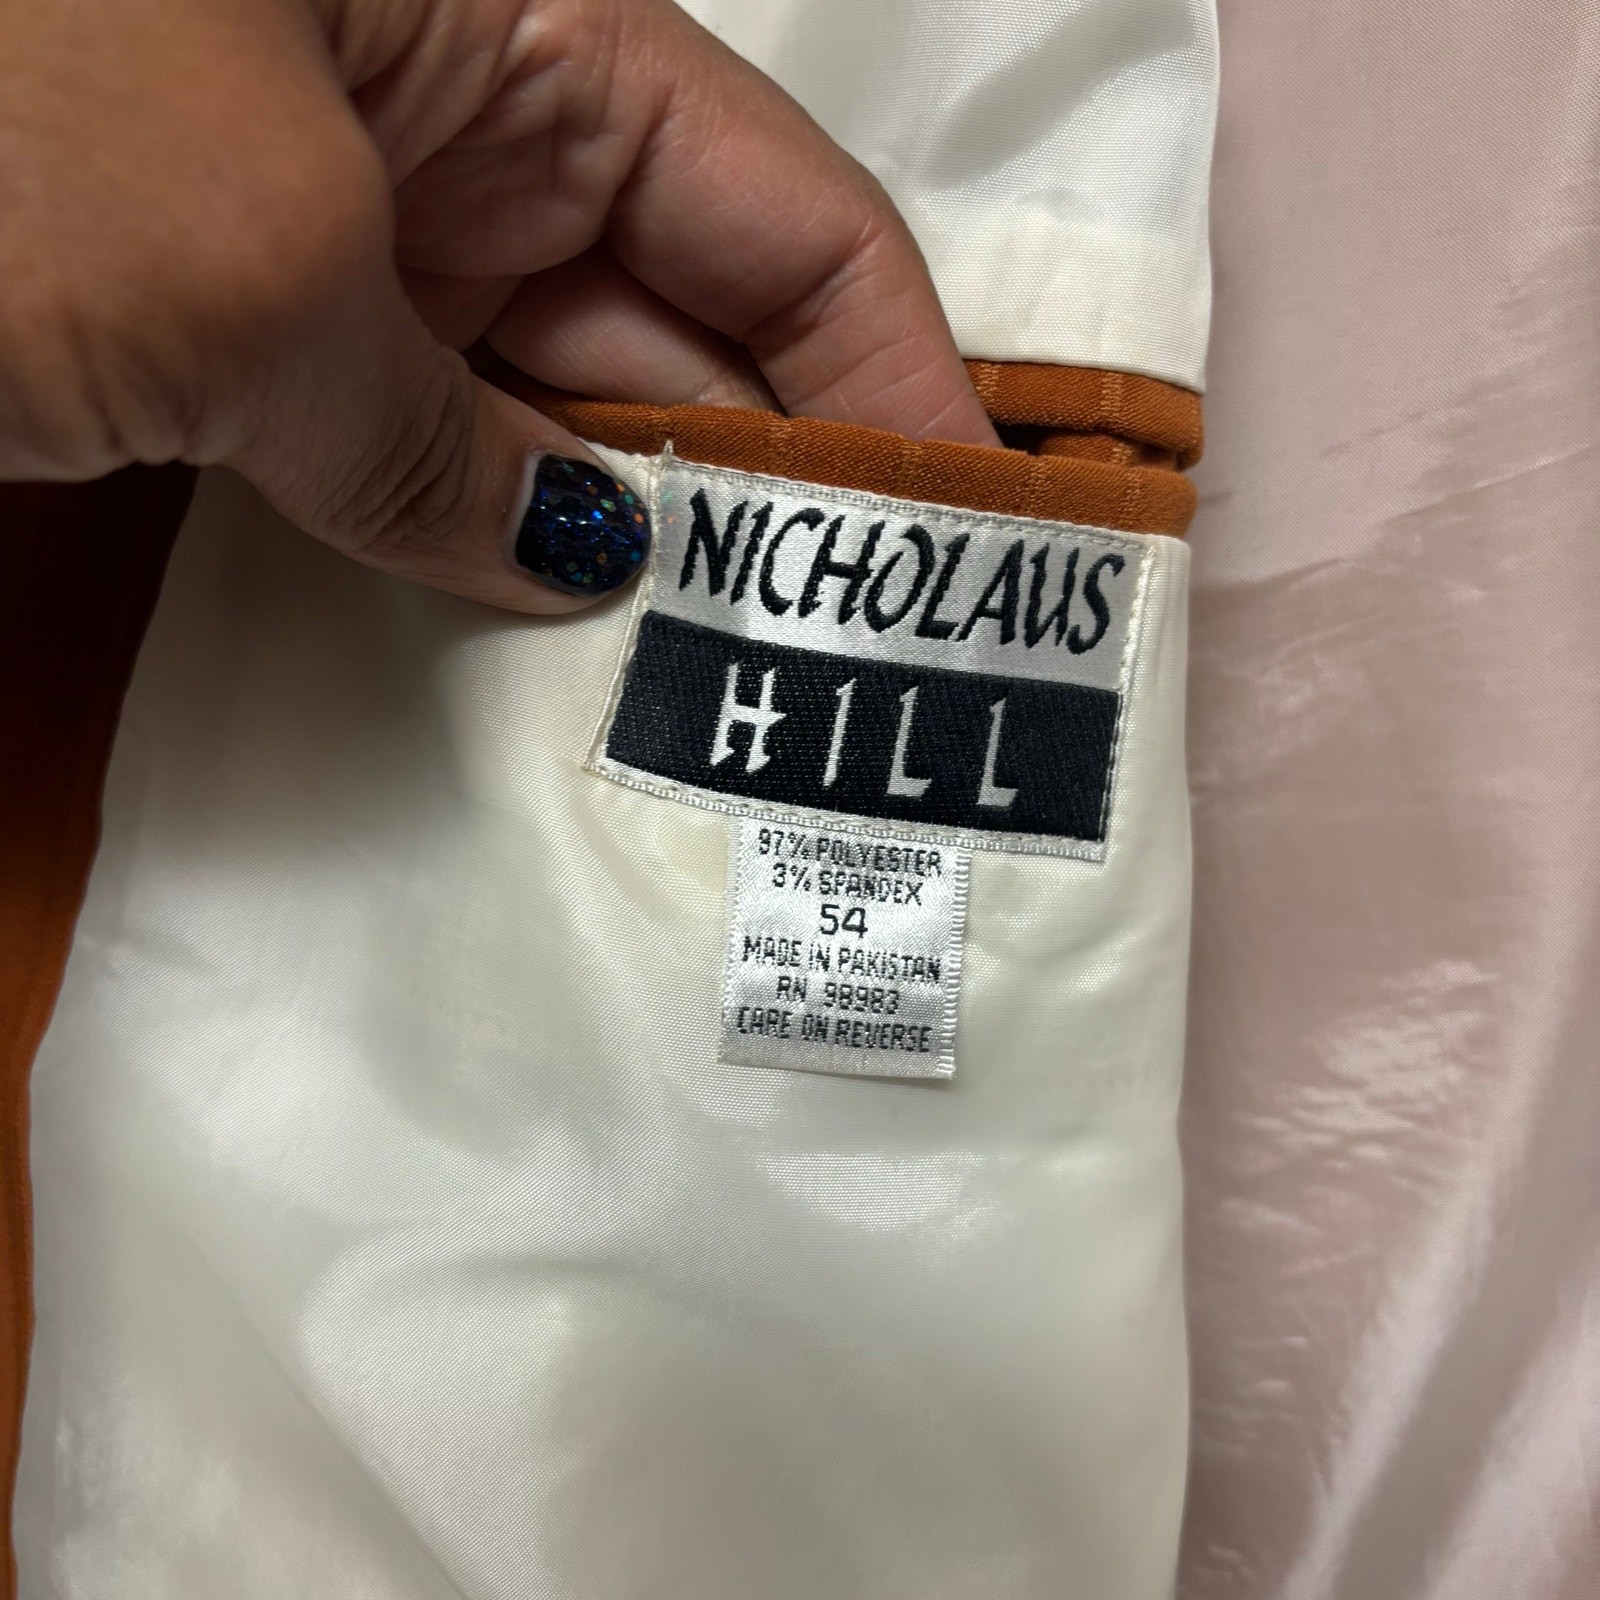 NICHOLAUS
HILL
97% POLYESTER
3% SPANDEX
54
MADE IN PAKISTAN
RN 98983
CARE ON REVERSE